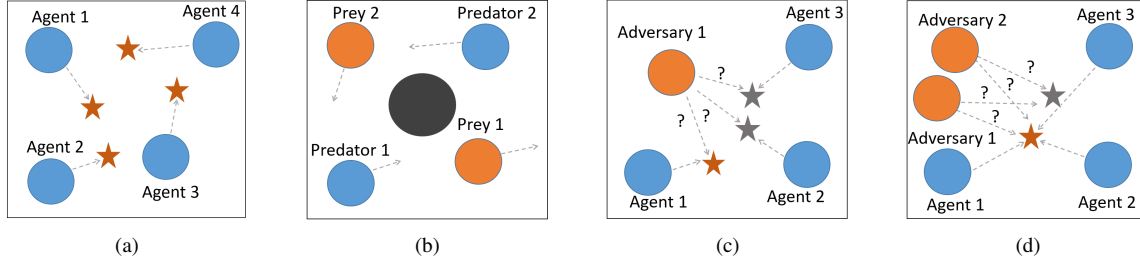 Agent 1
Agent 4
Agent 2
Agent 3
(a)
Prey 2
Predator 2
Prey 1
Predator 1
(b)
Agent 3
Adversary 1
?
?
?
Agent 1
Agent 2
(c)
Adversary 2
Agent 3
?
?
?
?
Adversary 1
Agent 1
Agent 2
(d)